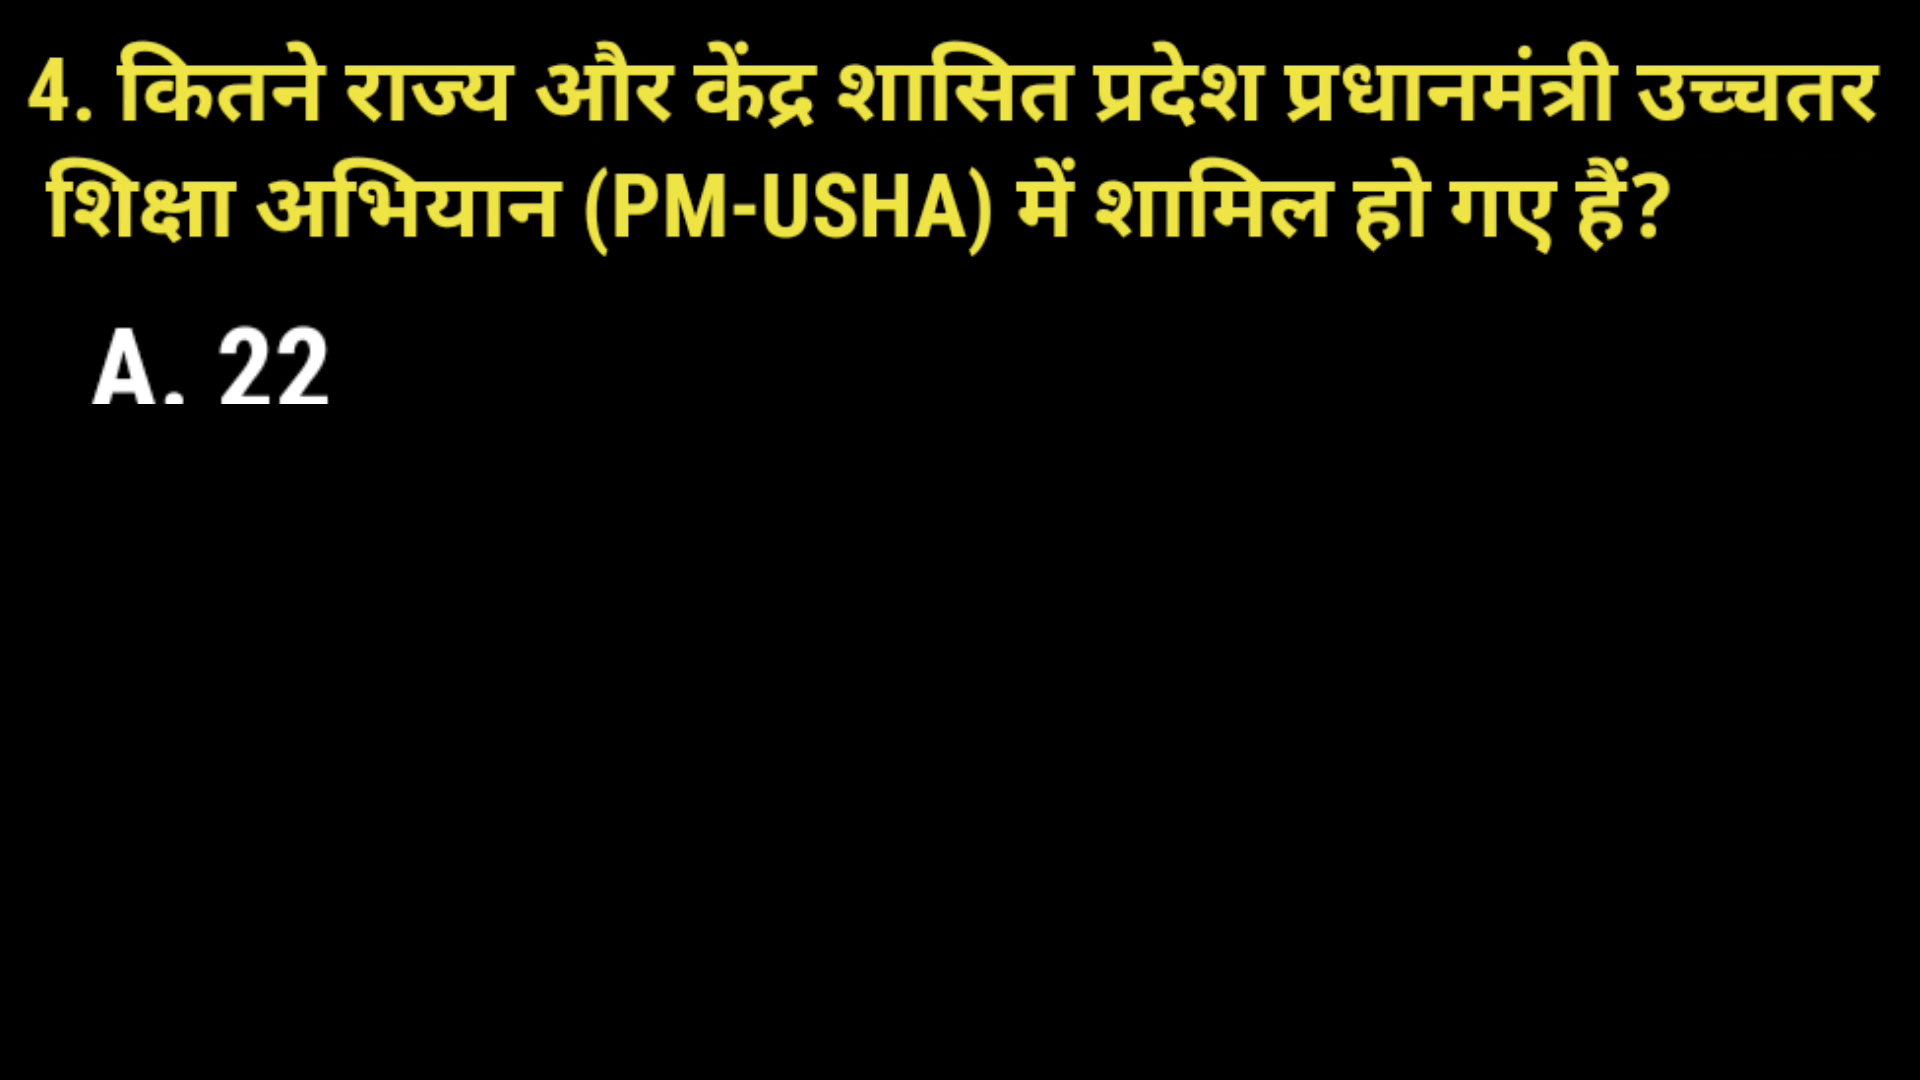 4. कितने राज्य और केंद्र शासित प्रदेश प्रधानमंत्री उच्चतर
शिक्षा अभियान (PM-USHA) में शामिल हो गए हैं?
A. 22